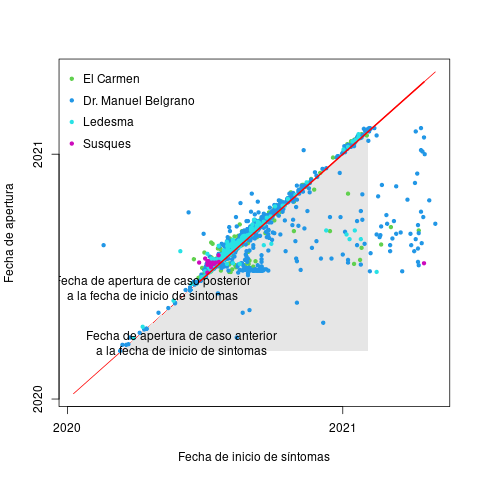 El Carmen
Dr. Manuel Belgrano
Ledesma
Susques
Fecha de apertura de caso posterior
a la fecha de inicio de sintomas
Fecha de apertura de caso anterior
a la fecha de inicio de sintomas
2021
2020
Fecha de apertura
2020
2021
Fecha de inicio de síntomas